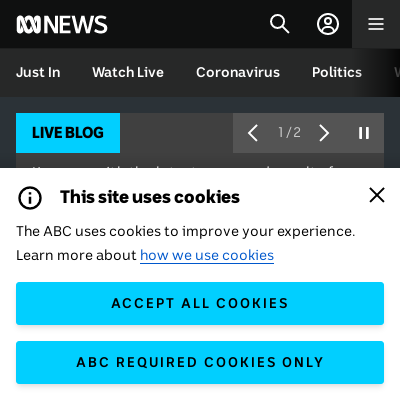 NEWS
Just In Watch Live Coronavirus Politics
LIVE BLOG
1/2
This site uses cookies
The ABC uses cookies to improve your experience.
Learn more about how we use cookies
ACCEPT ALL COOKIES
ABC REQUIRED COOKIES ONLY